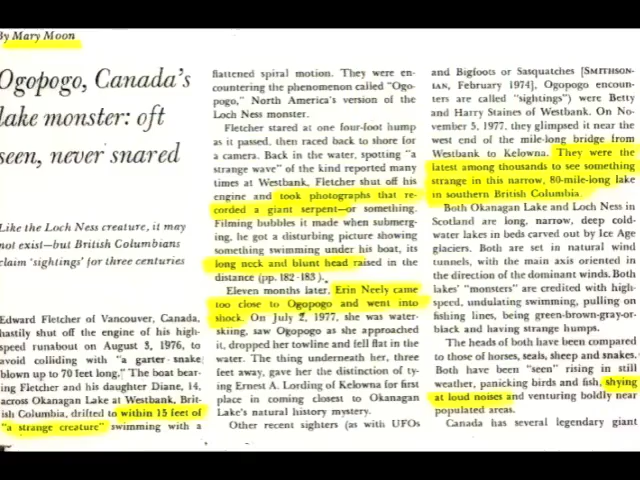 By Mary Moon
Ogopogo, Canada's
lake monster: oft
seen, never snared
Like the Loch Ness creature, it may
not exist—but British Columbians
claim 'sightings' for three centuries
Edward Fletcher of Vancouver, Canada,
hastily shut off the engine of his high-
speed runabout on August 3, 1976, to
avoid colliding with "a garter snake
blown up to 70 feet long." The boat bear-
ing Fletcher and his daughter Diane, 14,
across Okanagan Lake at Westbank, Brit-
ish Columbia, drifted to within 15 feet of
"a strange creature" swimming with a
flattened spiral motion. They were en-
countering the phenomenon called "Ogo-
pogo," North America's version of the
Loch Ness monster.
Fletcher stared at one four-foot hump
as it passed, then raced back to shore for
a camera. Back in the water, spotting "a
strange wave" of the kind reported many
times at Westbank, Fletcher shut off his
engine and took photographs that re-
corded a giant serpent—or something.
Filming bubbles it made when submerg-
ing, he got a disturbing picture showing
something swimming under his boat, its
long neck and blunt head raised in the
distance (pp. 182-183).
Eleven months later, Erin Neely came
too close to Ogopogo and went into
shock. On July 2, 1977, she was water-
skiing, saw Ogopogo as she approached
it, dropped her towline and fell flat in the
water. The thing underneath her, three
feet away, gave her the distinction of ty-
ing Ernest A. Lording of Kelowna for first
place in coming closest to Okanagan
Lake's natural history mystery.
Other recent sighters (as with UFOs
and Bigfoots or Sasquatches [SMITHSON-
IAN, February 1974], Ogopogo encoun-
ters are called "sightings") were Betty
and Harry Staines of Westbank. On No-
vember 5, 1977, they glimpsed it near the
west end of the mile-long bridge from
Westbank to Kelowna. They were the
latest among thousands to see something
strange in this narrow, 80-mile-long lake
in southern British Columbia.
Both Okanagan Lake and Loch Ness in
Scotland are long, narrow, deep cold-
water lakes in beds carved out by Ice Age
glaciers. Both are set in natural wind
tunnels, with the main axis oriented in
the direction of the dominant winds. Both
lakes' "monsters" are credited with high-
speed, undulating swimming, pulling on
fishing lines, being green-brown-gray-or-
black and having strange humps.
The heads of both have been compared
to those of horses, seals, sheep and snakes.
Both have been "seen" rising in still
weather, panicking birds and fish, shying
at loud noises and venturing boldly near
populated areas.
Canada has several legendary giant